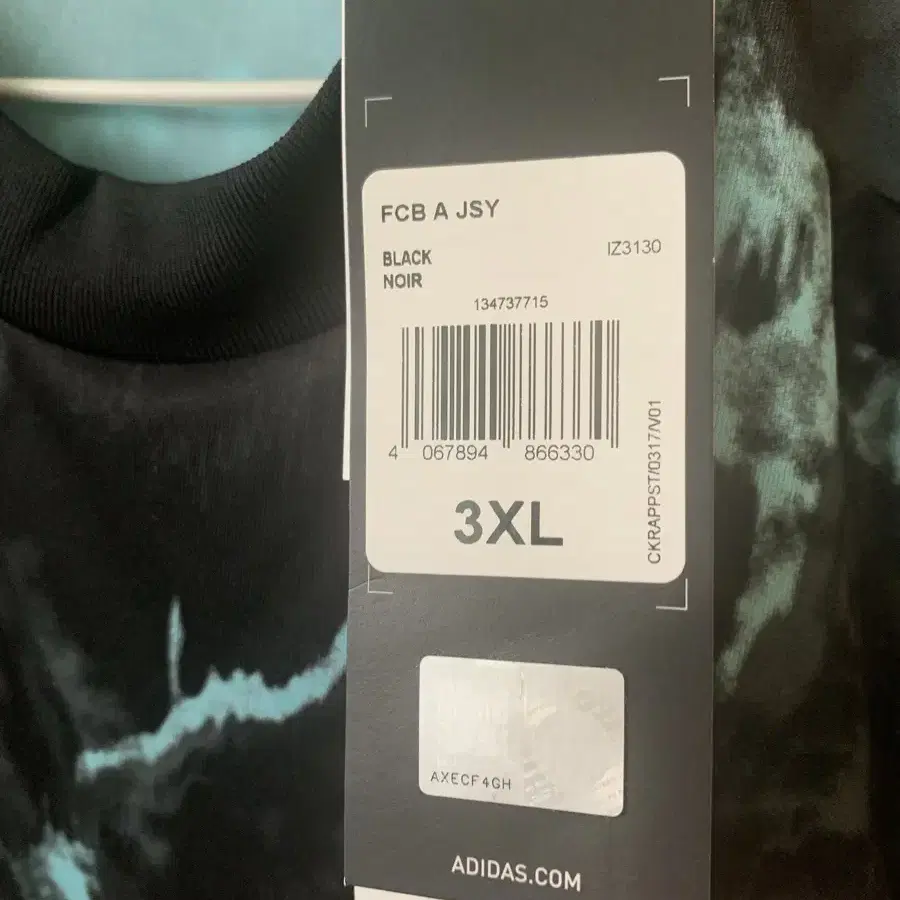 FCB A JSY
BLACK
NOIR
IZ3130
134737715
4 067894 866330
3XL
CKRAPPST/0317/V01
AXECF4GH
ADIDAS.COM